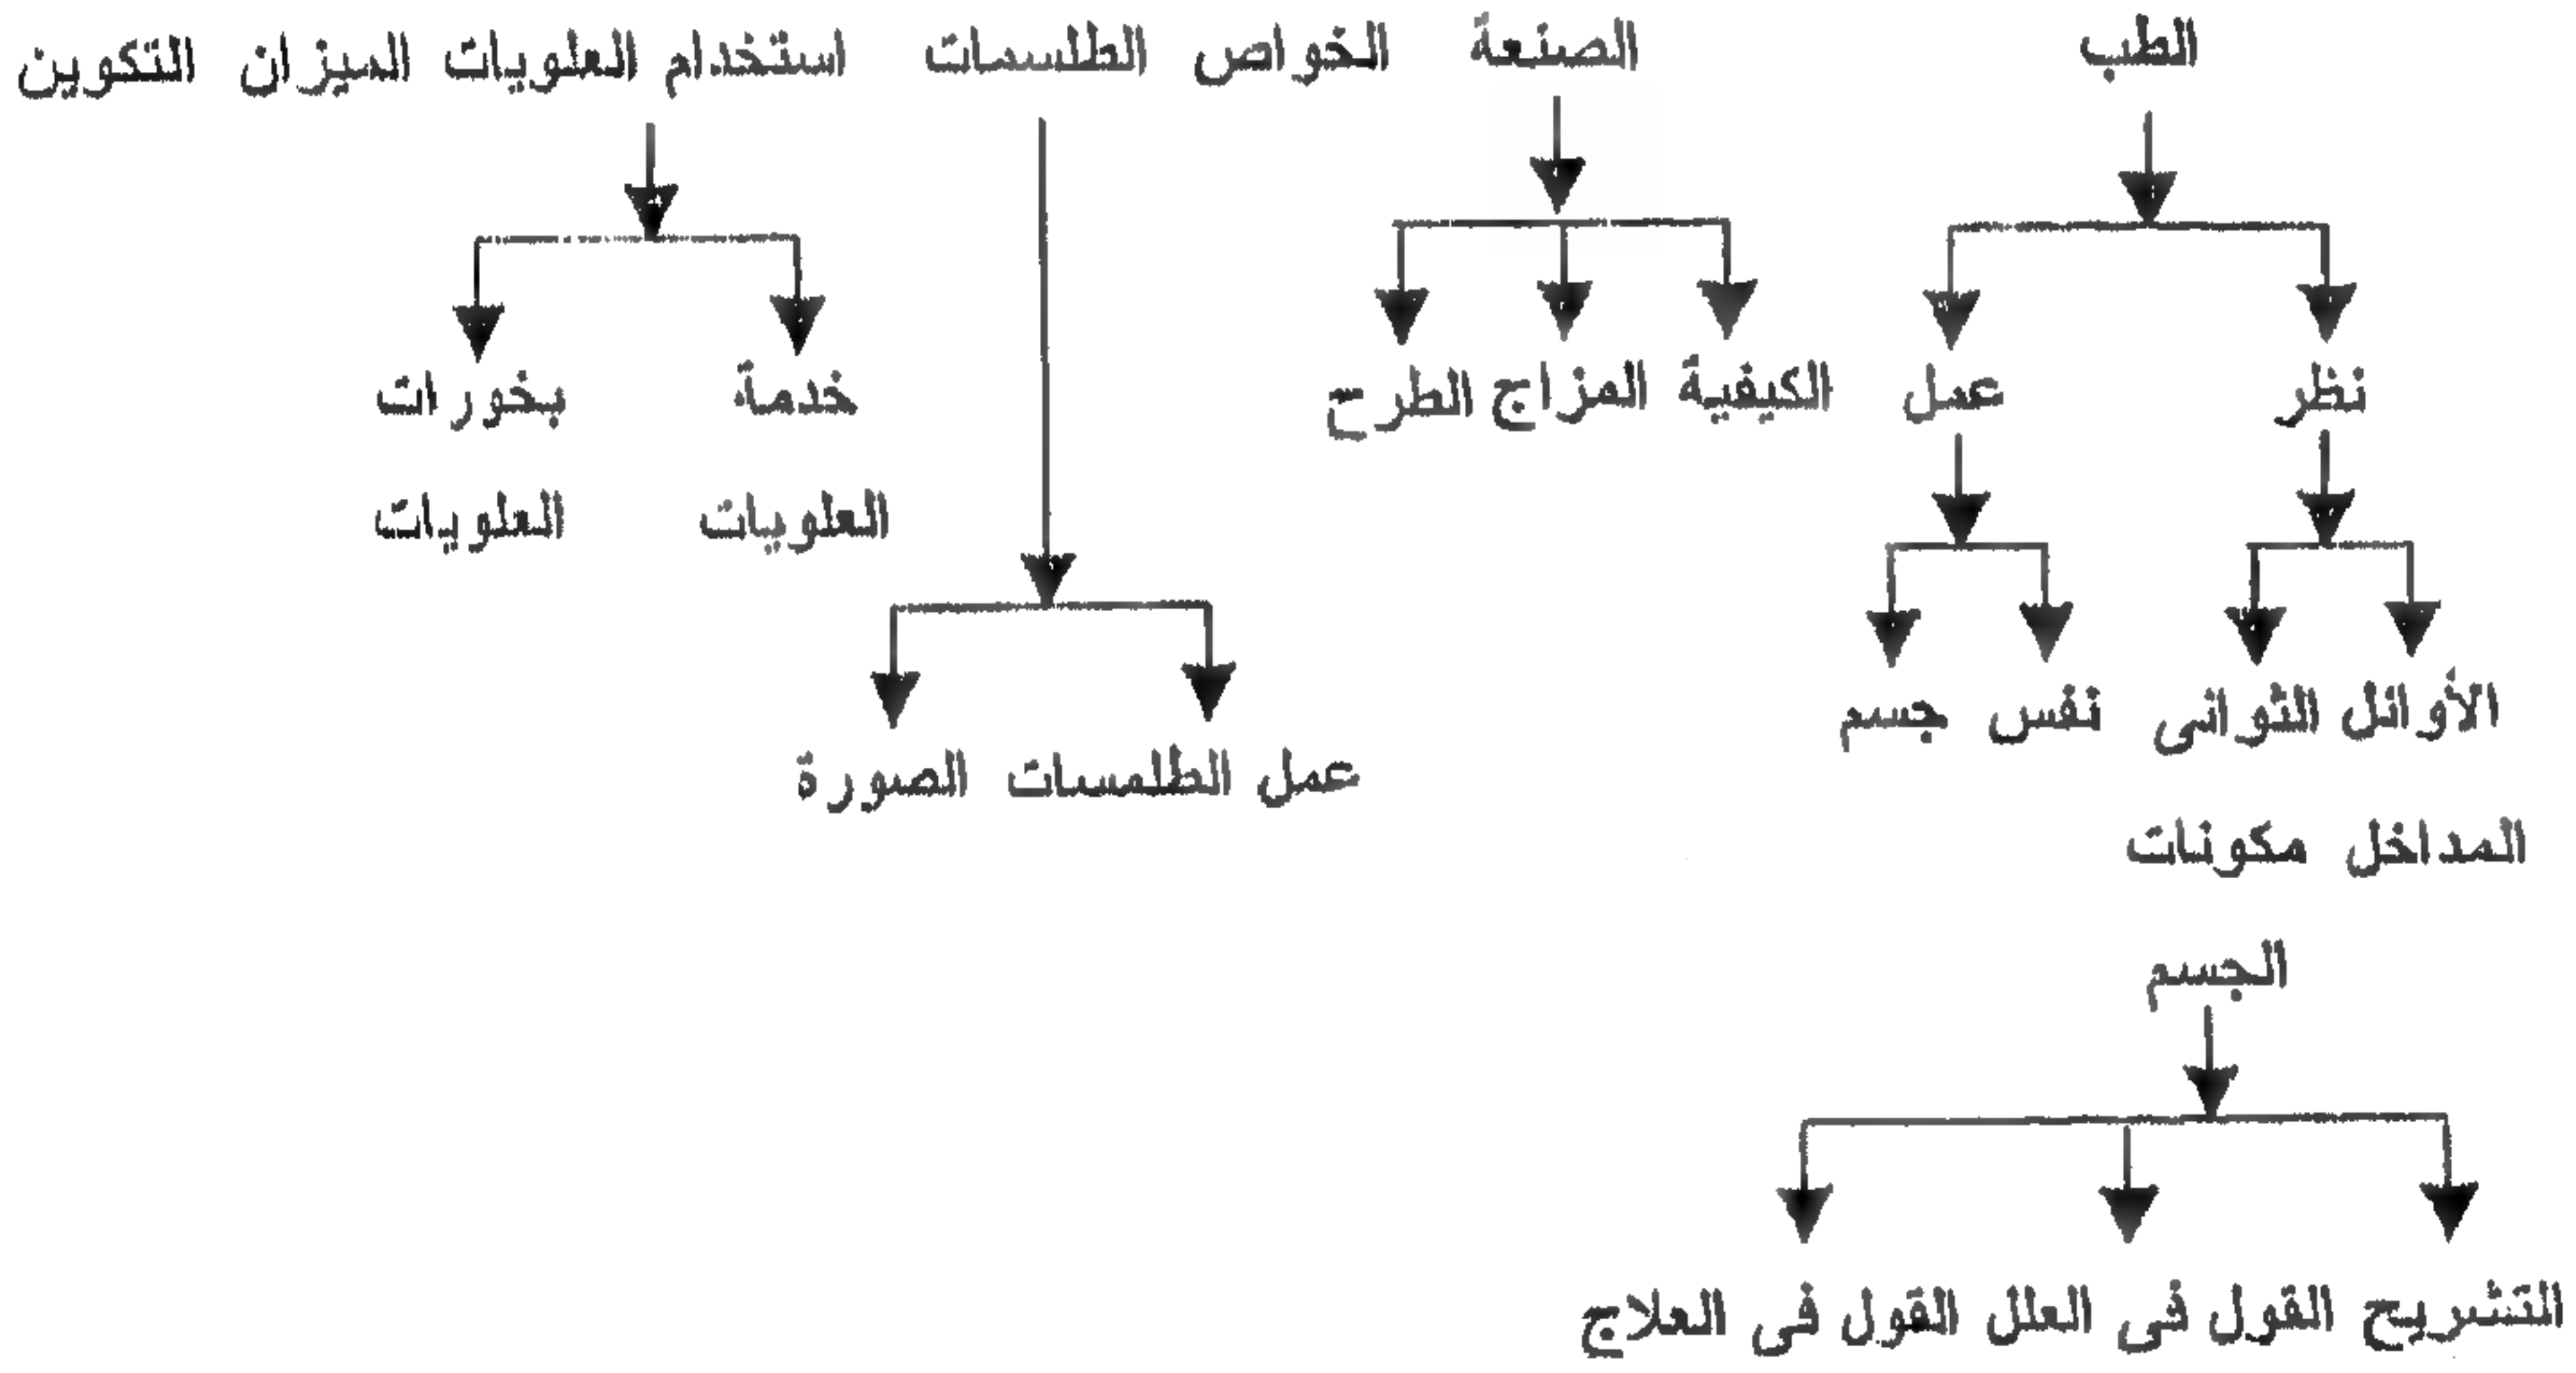 الطب الصنعة الخواص الطلسمات استخدام العلويات الميزان التكوين
نظر عمل الكيفية المزاج الطرح خدمة بخورات
العلويات العلويات
الأوائل الثوانى نفس جسم
عمل الطلمسات الصورة
المداخل مكونات
الجسم
التشريح القول فى العلل القول فى العلاج